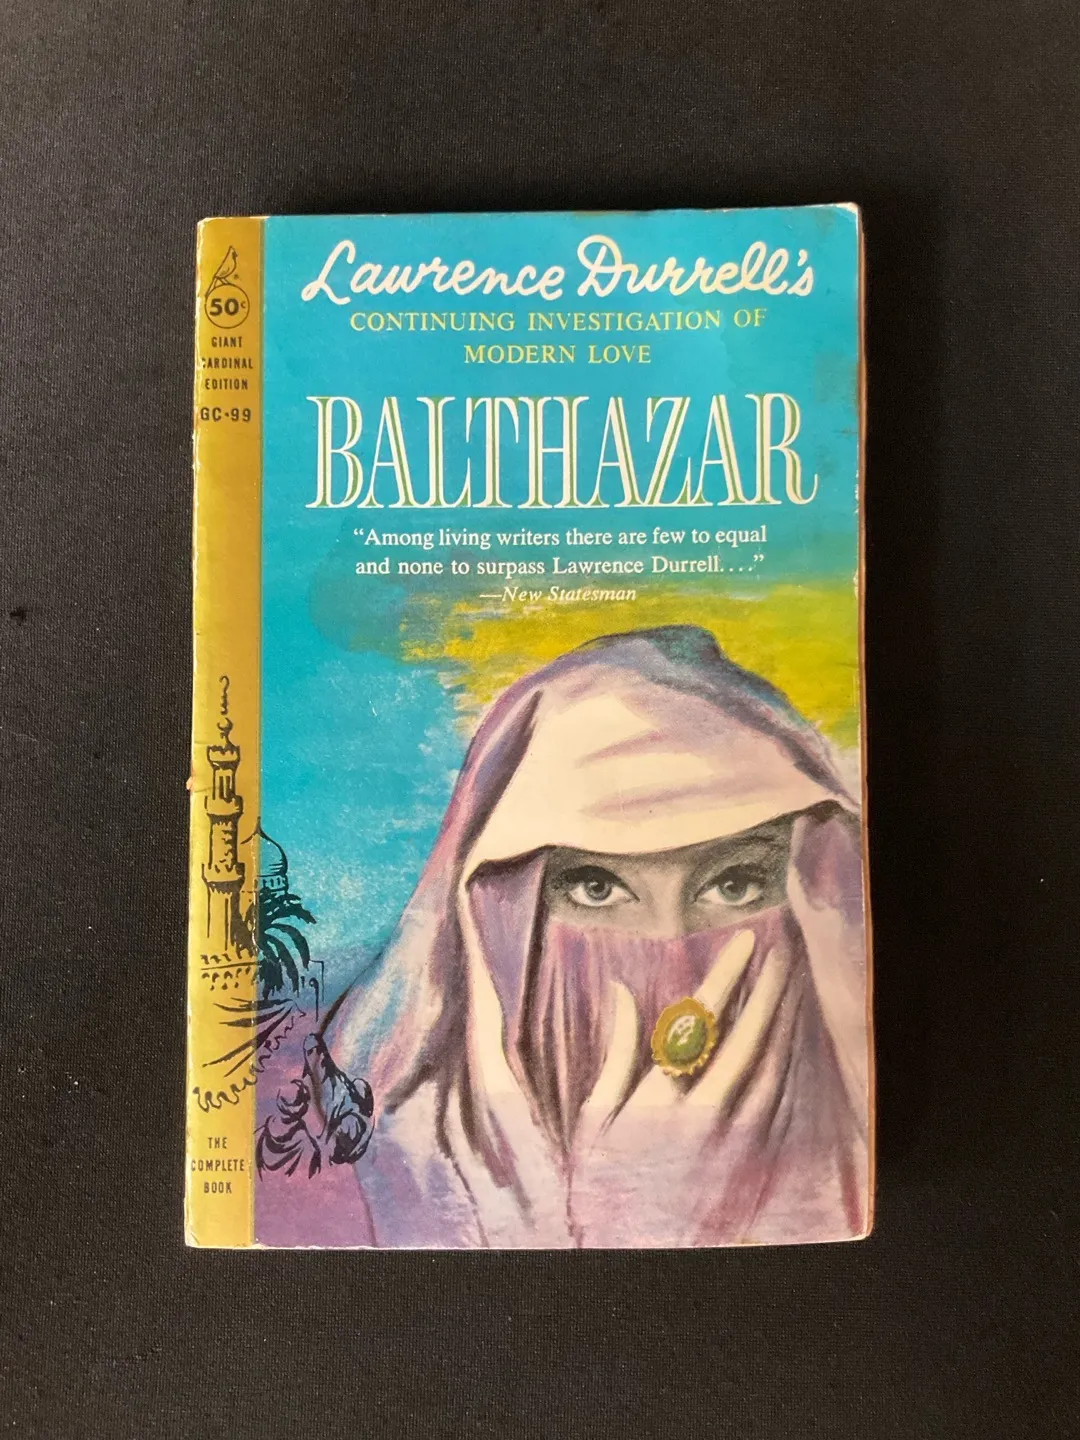 Lawrence Durrell's
CONTINUING INVESTIGATION OF
MODERN LOVE
BALTHAZAR
“Among living writers there are few to equal
and none to surpass Lawrence Durrell....”
—New Statesman
50c
GIANT
CARDINAL
EDITION
GC·99
THE
COMPLETE
BOOK